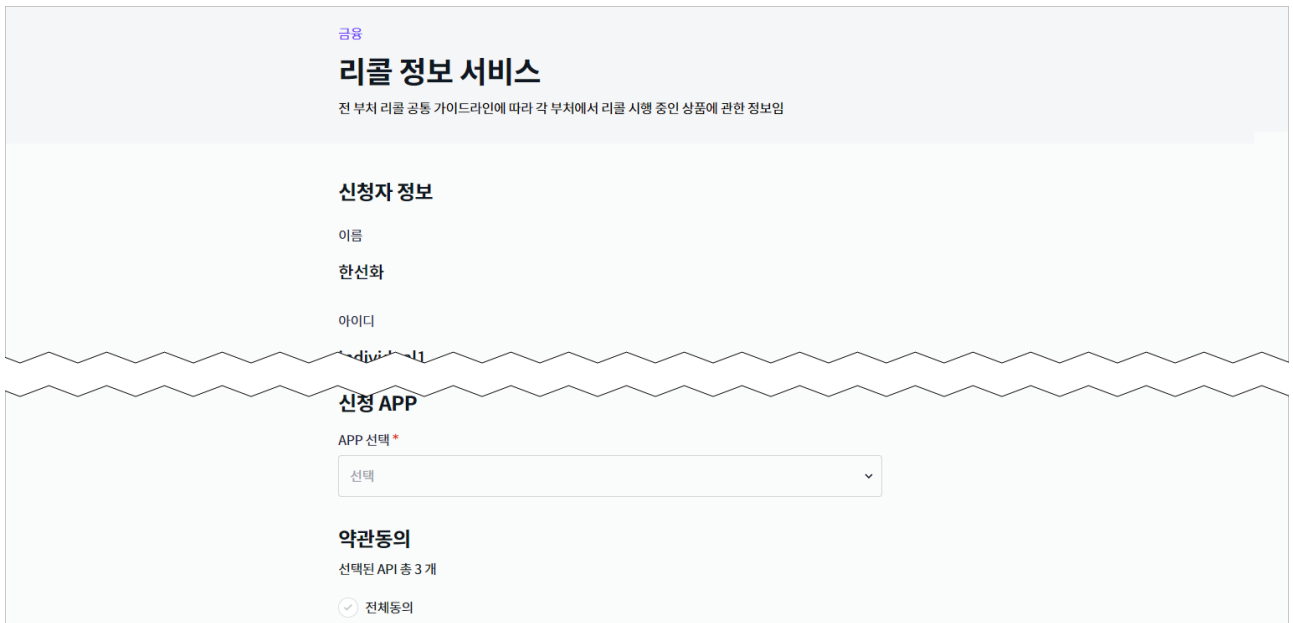 금융
리콜 정보 서비스
전 부처 리콜 공통 가이드라인에 따라 각 부처에서 리콜 시행 중인 상품에 관한 정보임
신청자 정보
이름
한선화
아이디
individual1
신청 APP
APP 선택 *
선택
약관동의
선택된 API 총 3 개
전체동의